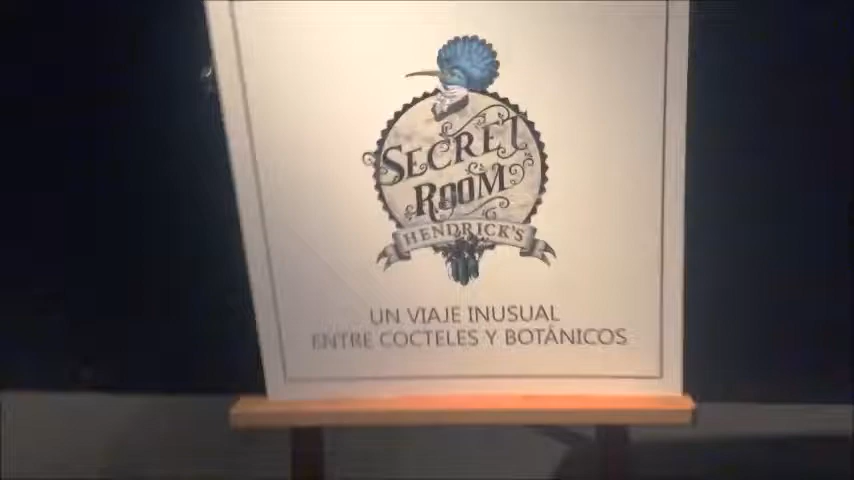 SECRET
ROOM
HENDRICK'S
UN VIAJE INUSUAL
ENTRE COCTELES Y BOTÁNICOS